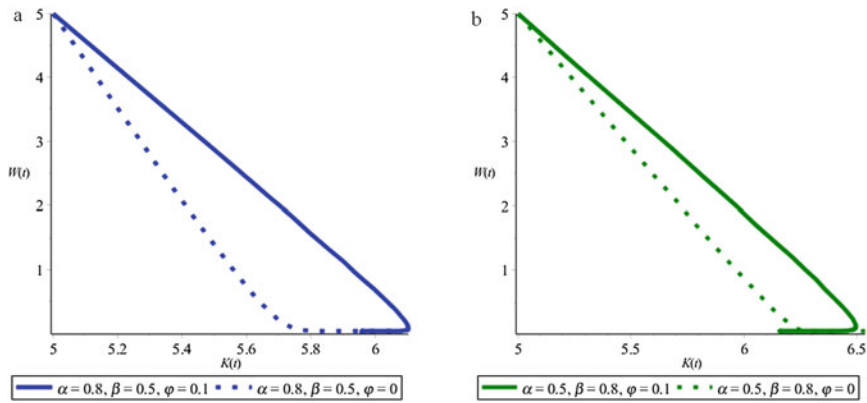 a
5
4
3
W(t)
2
1
5 5.2 5.4 5.6 5.8 6
K(t)
α = 0.8, β = 0.5, φ = 0.1 α = 0.8, β = 0.5, φ = 0
b
5
4
3
W(t)
2
1
5 5.5 6 6.5
K(t)
α = 0.5, β = 0.8, φ = 0.1 α = 0.5, β = 0.8, φ = 0